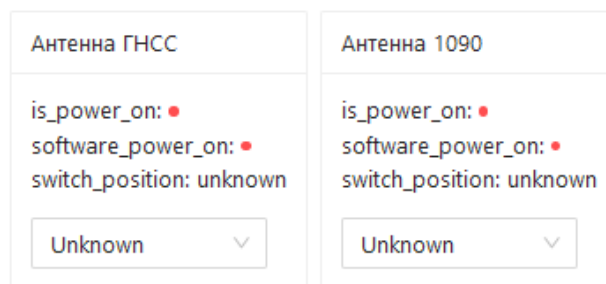 Антенна ГНСС
is_power_on:
software_power_on:
switch_position: unknown
Unknown
Антенна 1090
is_power_on:
software_power_on:
switch_position: unknown
Unknown